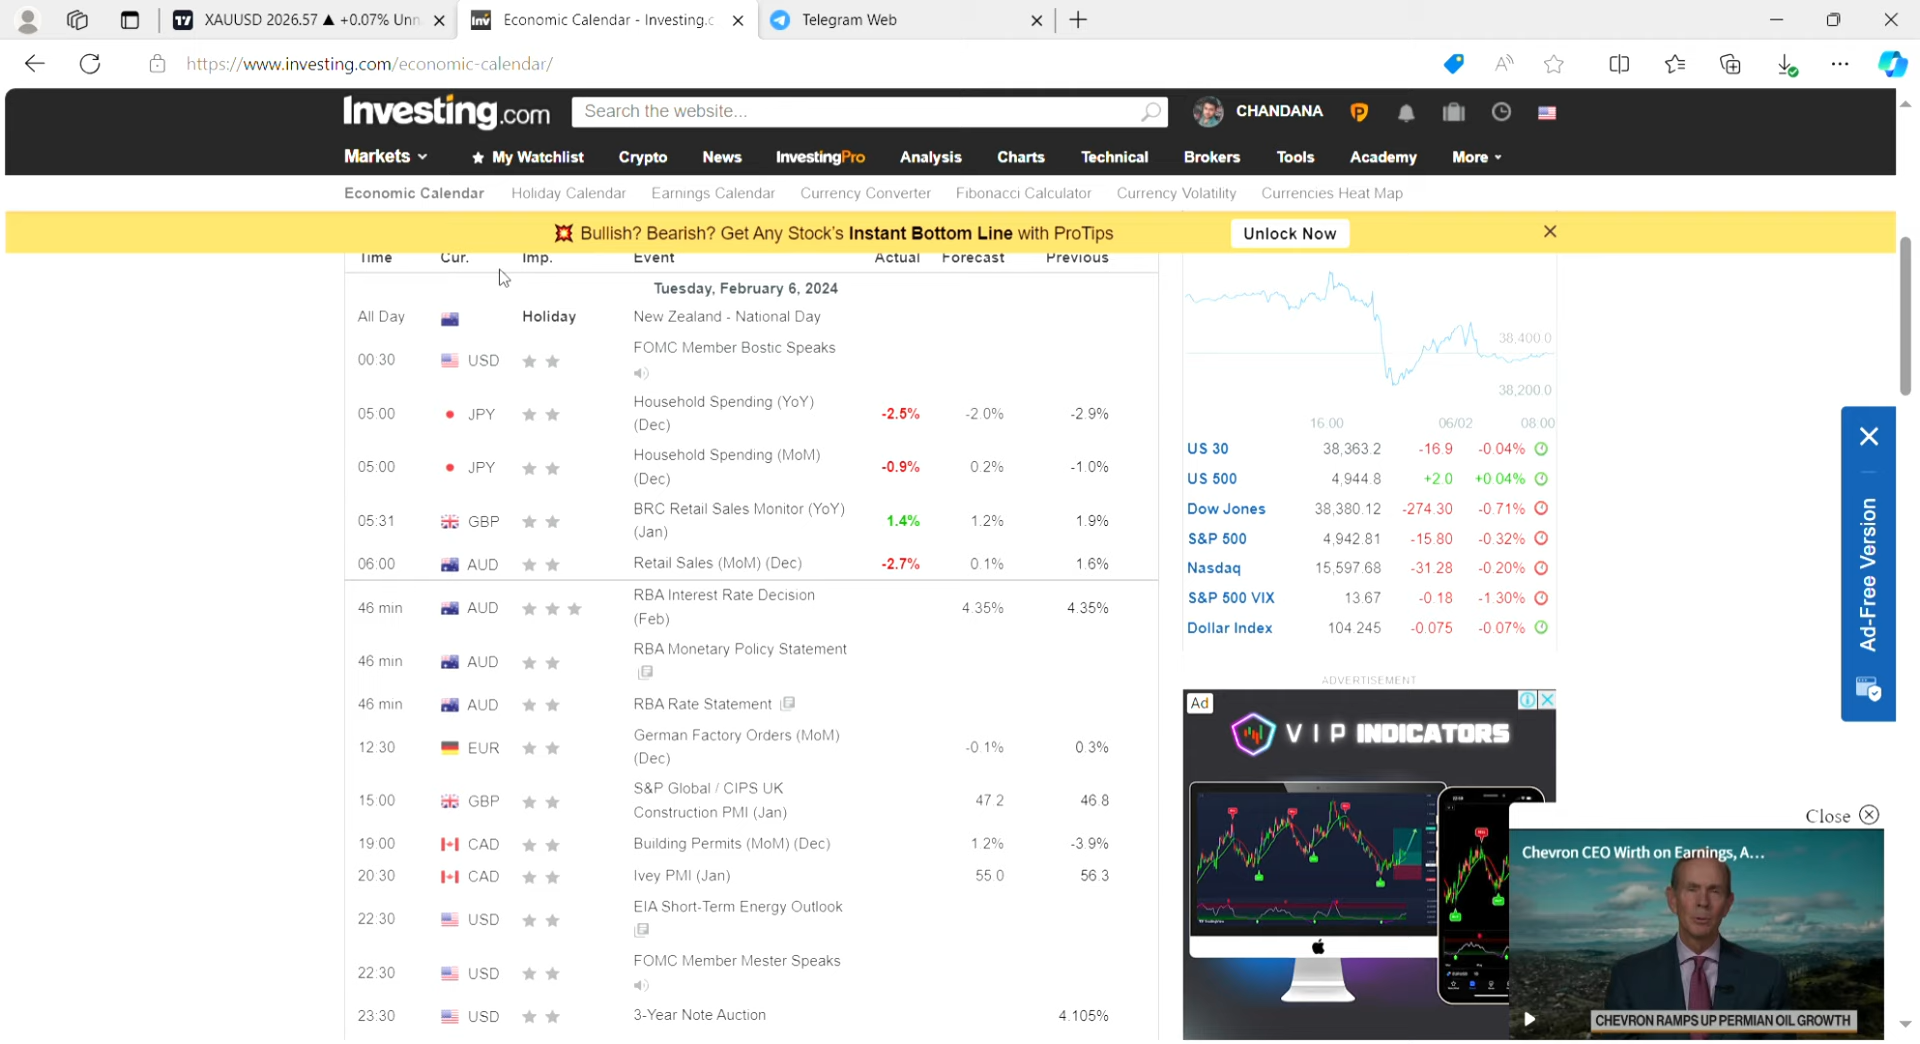 XAUUSD 2026.57 ▲ +0.07% Unn
Economic Calendar - Investing.c
Telegram Web
https://www.investing.com/economic-calendar/
Investing.com
Search the website...
CHANDANA
Markets
My Watchlist Crypto News InvestingPro Analysis Charts Technical Brokers Tools Academy More
Economic Calendar Holiday Calendar Earnings Calendar Currency Converter Fibonacci Calculator Currency Volatility Currencies Heat Map
💥 Bullish? Bearish? Get Any Stock's Instant Bottom Line with ProTips
Unlock Now
Time Cur. Imp. Event Actual Forecast Previous
Tuesday, February 6, 2024
All Day Holiday New Zealand - National Day
00:30 USD FOMC Member Bostic Speaks
05:00 JPY Household Spending (YoY) -2.5% -2.0% -2.9%
(Dec)
05:00 JPY Household Spending (MoM) -0.9% 0.2% -1.0%
(Dec)
05:31 GBP BRC Retail Sales Monitor (YoY) 1.4% 1.2% 1.9%
(Jan)
06:00 AUD Retail Sales (MoM) (Dec) -2.7% 0.1% 1.6%
46 min AUD RBA Interest Rate Decision 4.35% 4.35%
(Feb)
46 min AUD RBA Monetary Policy Statement
46 min AUD RBA Rate Statement
12:30 EUR German Factory Orders (MoM) -0.1% 0.3%
(Dec)
15:00 GBP S&P Global / CIPS UK 47.2 46.8
Construction PMI (Jan)
19:00 CAD Building Permits (MoM) (Dec) 1.2% -3.9%
20:30 CAD Ivey PMI (Jan) 55.0 56.3
22:30 USD EIA Short-Term Energy Outlook
22:30 USD FOMC Member Mester Speaks
23:30 USD 3-Year Note Auction 4.105%
38,400.0
38,200.0
16:00 06/02 08:00
US 30 38,363.2 -16.9 -0.04%
US 500 4,944.8 +2.0 +0.04%
Dow Jones 38,380.12 -274.30 -0.71%
S&P 500 4,942.81 -15.80 -0.32%
Nasdaq 15,597.68 -31.28 -0.20%
S&P 500 VIX 13.67 -0.18 -1.30%
Dollar Index 104.245 -0.075 -0.07%
ADVERTISEMENT
Ad
VIP INDICATORS
Ad-Free Version
Close
Chevron CEO Wirth on Earnings, A...
CHEVRON RAMPS UP PERMIAN OIL GROWTH